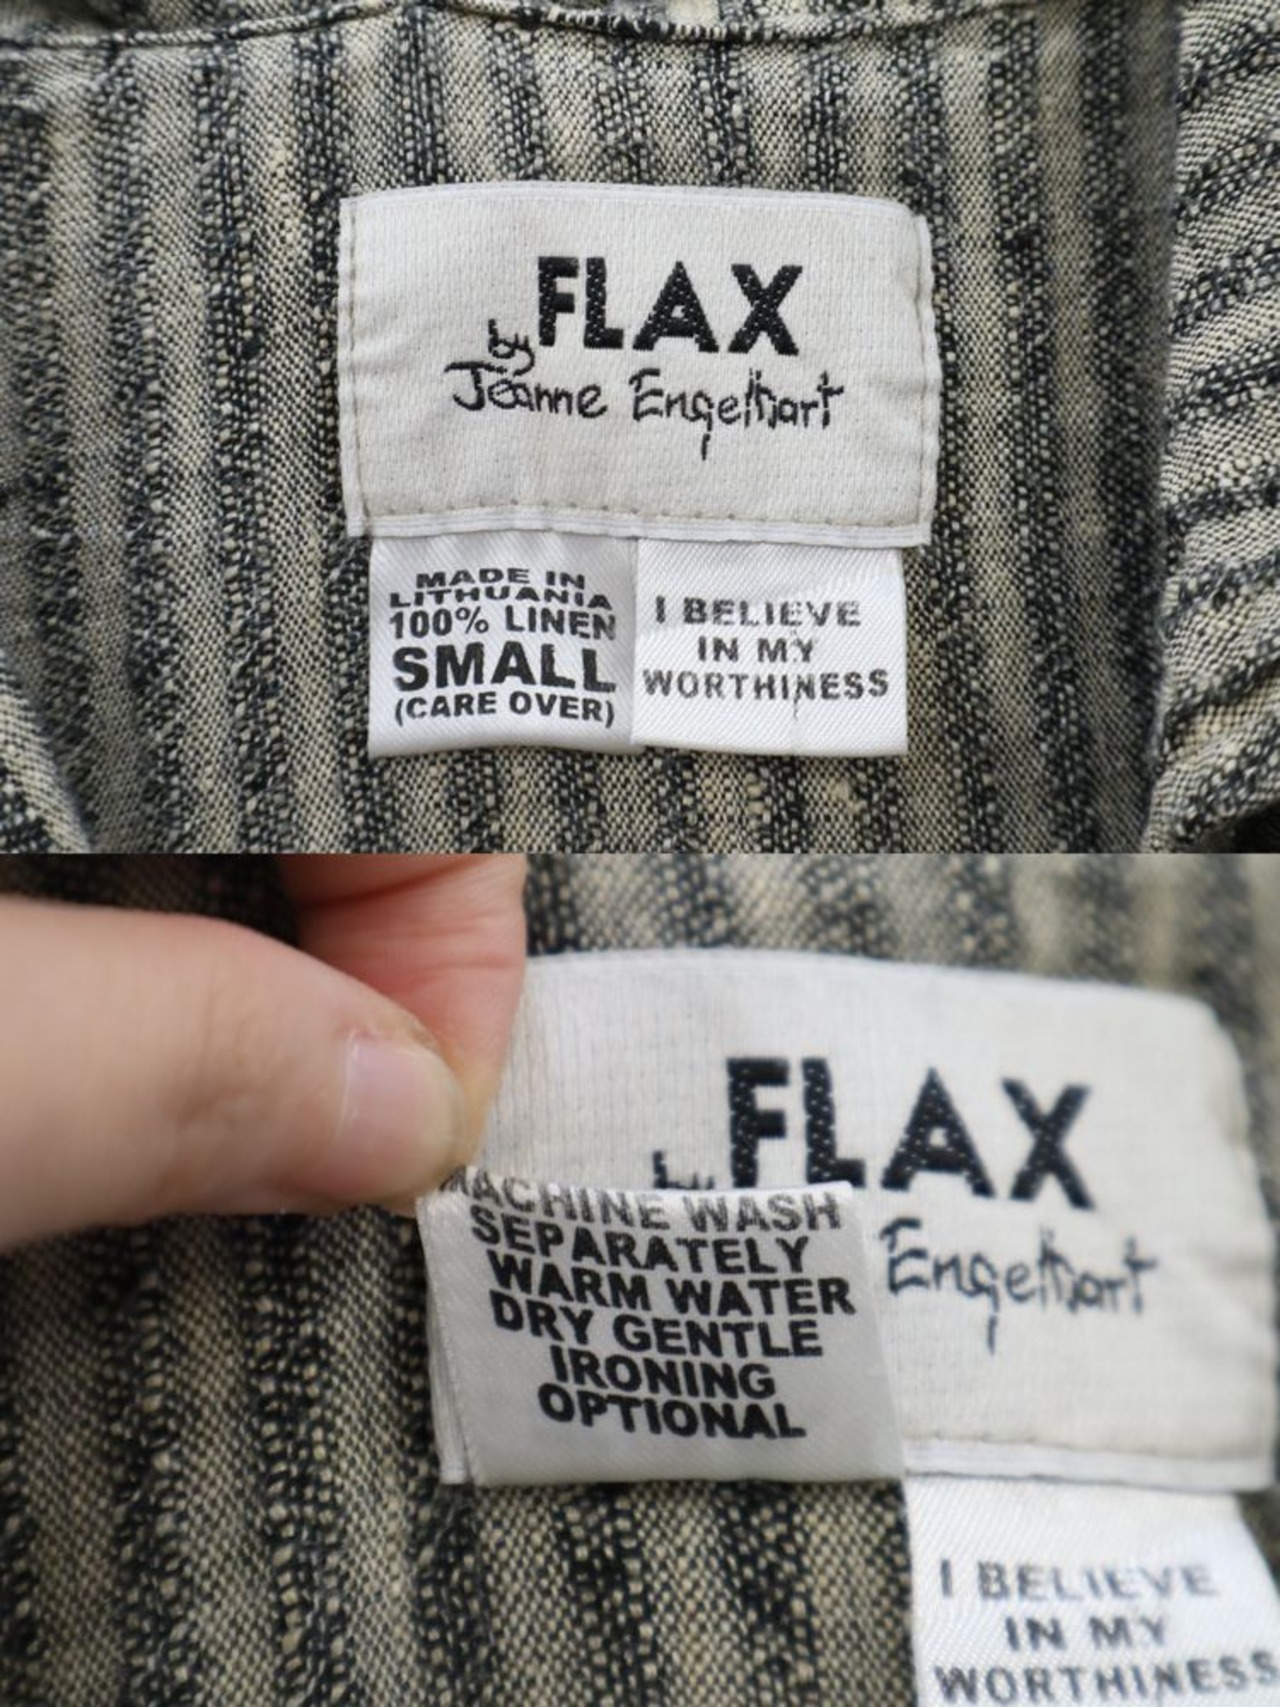 FLAX
by
Jeanne Engelhart
MADE IN
LITHUANIA
100% LINEN
SMALL
(CARE OVER)
I BELIEVE
IN MY
WORTHINESS
FLAX
by
Engelhart
MACHINE WASH
SEPARATELY
WARM WATER
DRY GENTLE
IRONING
OPTIONAL
I BELIEVE
IN MY
WORTHINESS